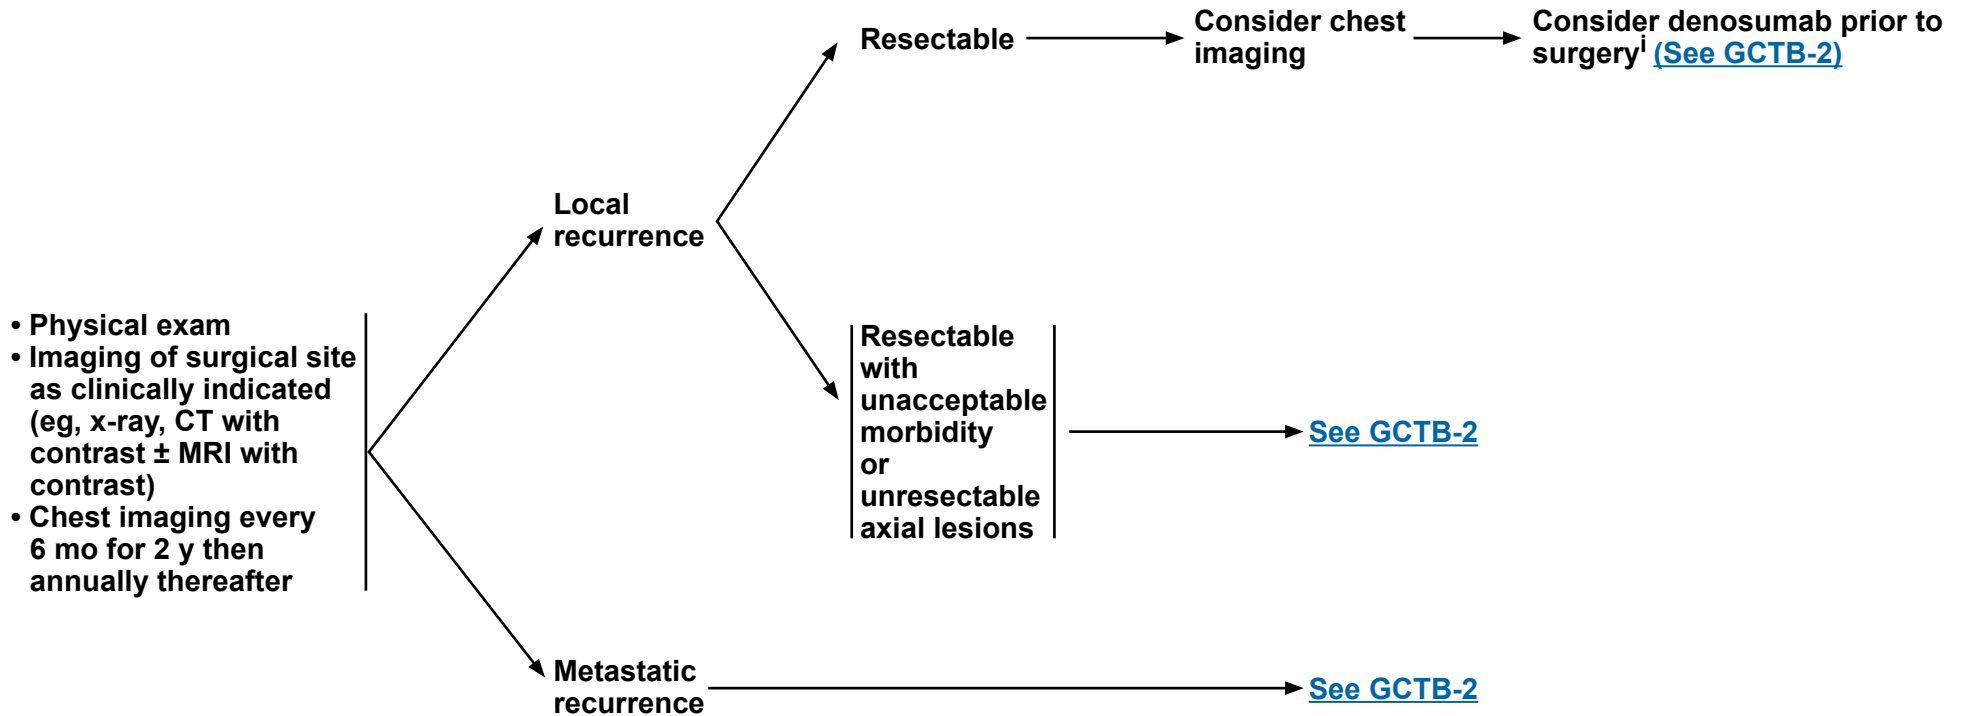 • Physical exam
• Imaging of surgical site
as clinically indicated
(eg, x-ray, CT with
contrast ± MRI with
contrast)
• Chest imaging every
6 mo for 2 y then
annually thereafter
Local
recurrence
Resectable
Consider chest
imaging
Consider denosumab prior to
surgeryⁱ (See GCTB-2)
Resectable
with
unacceptable
morbidity
or
unresectable
axial lesions
See GCTB-2
Metastatic
recurrence
See GCTB-2